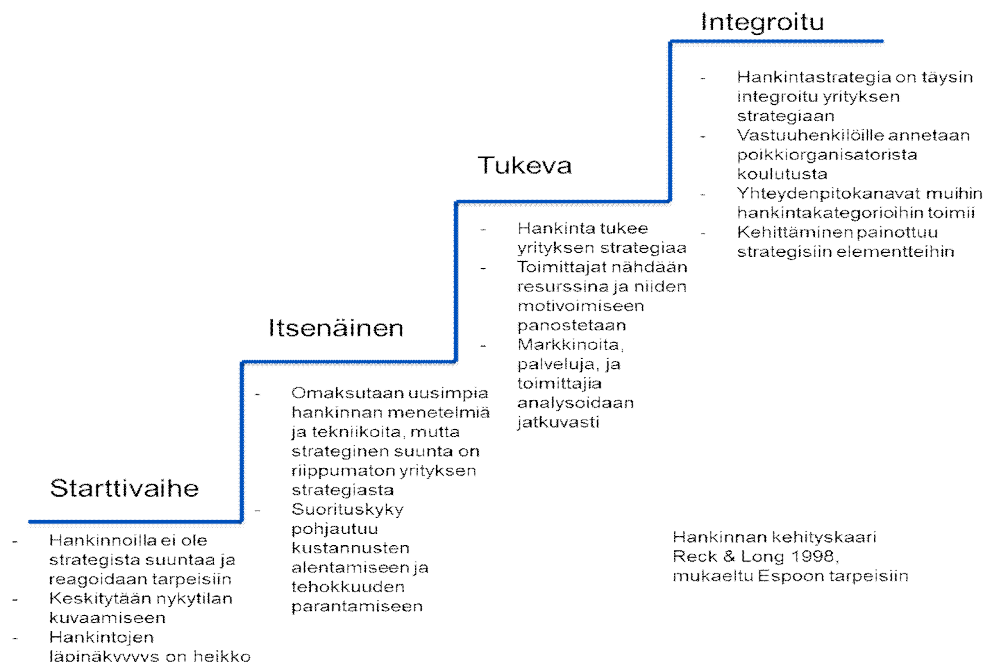 Integroitu
- Hankintastrategia on täysin
integroitu yrityksen
strategiaan
- Vastuuhenkilöille annetaan
poikkiorganisatorista
koulutusta
- Yhteydenpitokanavat muihin
hankintakategorioihin toimii
- Kehittäminen painottuu
strategisiin elementteihin
Tukeva
- Hankinta tukee
yrityksen strategiaa
- Toimittajat nähdään
resurssina ja niiden
motivoimiseen
panostetaan
- Markkinoita,
palveluja, ja
toimittajia
analysoidaan
jatkuvasti
Itsenäinen
- Omaksutaan uusimpia
hankinnan menetelmiä
ja tekniikoita, mutta
strateginen suunta on
riippumaton yrityksen
strategiasta
- Suorituskyky
pohjautuu
kustannusten
alentamiseen ja
tehokkuuden
parantamiseen
Starttivaihe
- Hankinnoilla ei ole
strategista suuntaa ja
reagoidaan tarpeisiin
- Keskitytään nykytilan
kuvaamiseen
- Hankintojen
läpinäkyvyys on heikko
Hankinnan kehityskaari
Reck & Long 1998,
mukaeltu Espoon tarpeisiin